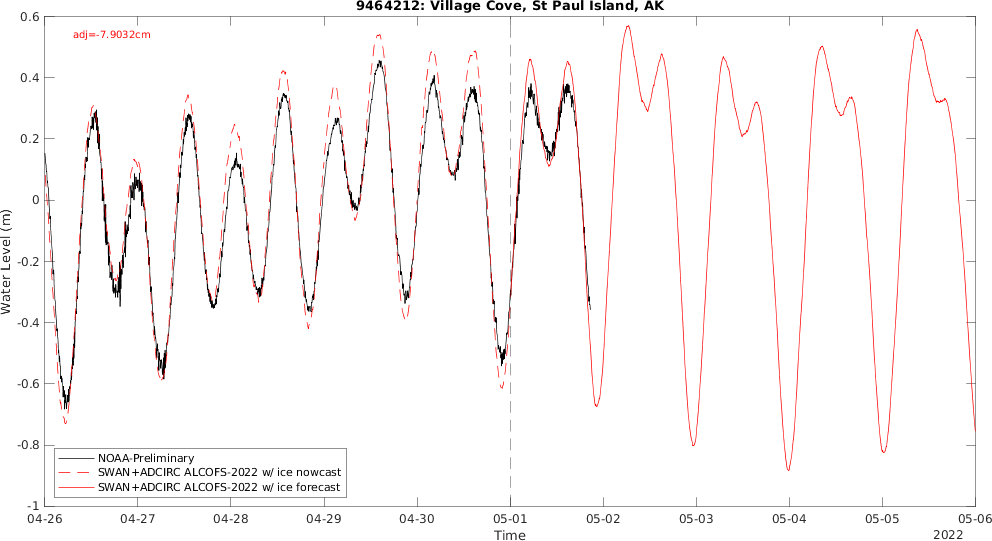 9464212: Village Cove, St Paul Island, AK
adj=-7.9032cm
0.6
0.4
0.2
0
-0.2
-0.4
-0.6
-0.8
-1
Water Level (m)
NOAA-Preliminary
SWAN+ADCIRC ALCOFS-2022 w/ ice nowcast
SWAN+ADCIRC ALCOFS-2022 w/ ice forecast
04-26 04-27 04-28 04-29 04-30 05-01 05-02 05-03 05-04 05-05 05-06
Time
2022